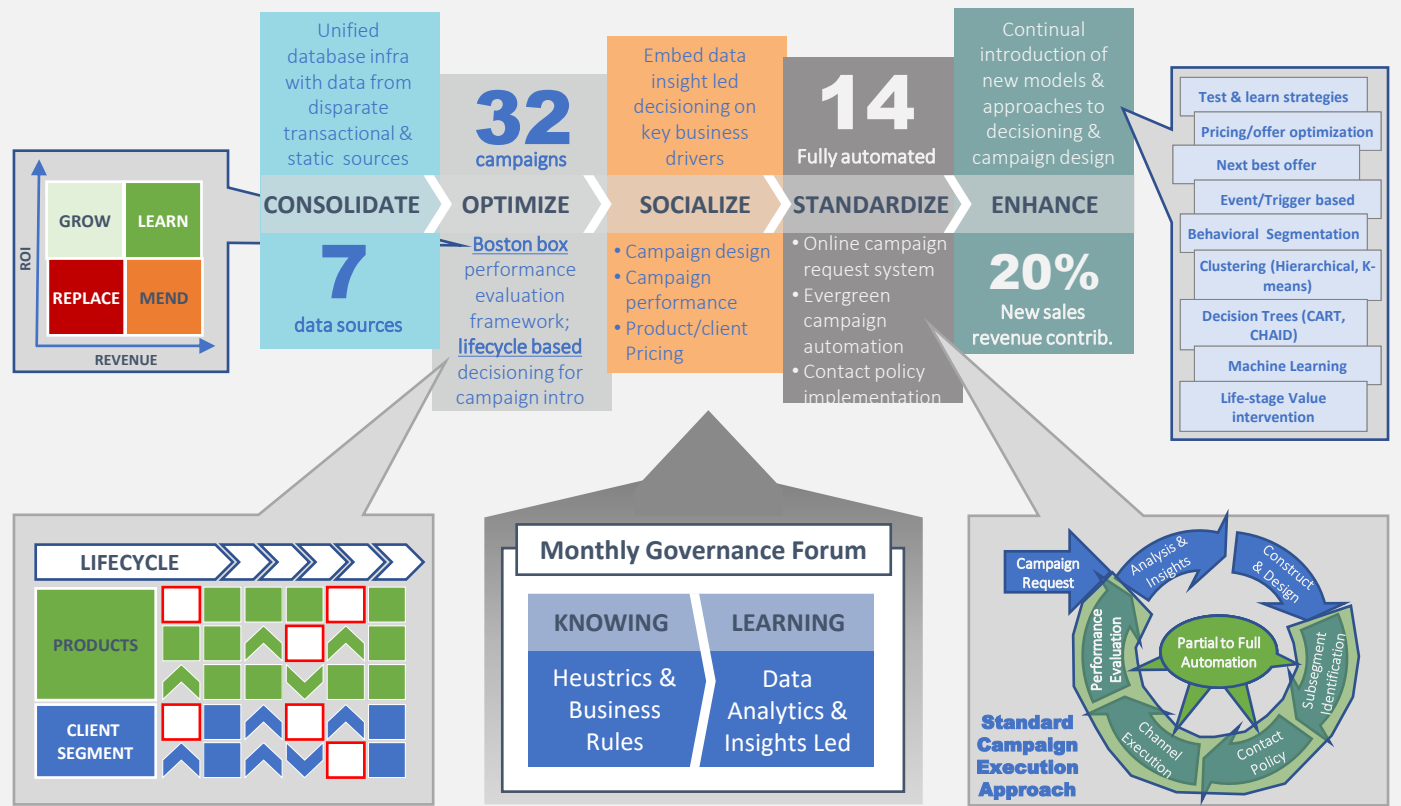 Unified
database infra
with data from
disparate
transactional &
static sources
32
campaigns
Embed data
insight led
decisioning on
key business
drivers
14
Fully automated
Continual
introduction of
new models &
approaches to
decisioning &
campaign design
CONSOLIDATE
OPTIMIZE
SOCIALIZE
STANDARDIZE
ENHANCE
7
data sources
Boston box
performance
evaluation
framework;
lifecycle based
decisioning for
campaign intro
• Campaign design
• Campaign
performance
• Product/client
Pricing
• Online campaign
request system
• Evergreen
campaign
automation
• Contact policy
implementation
20%
New sales
revenue contrib.
ROI
GROW
LEARN
REPLACE
MEND
REVENUE
Test & learn strategies
Pricing/offer optimization
Next best offer
Event/Trigger based
Behavioral Segmentation
Clustering (Hierarchical, K-
means)
Decision Trees (CART,
CHAID)
Machine Learning
Life-stage Value
intervention
LIFECYCLE
PRODUCTS
CLIENT
SEGMENT
Monthly Governance Forum
KNOWING
LEARNING
Heustrics &
Business
Rules
Data
Analytics &
Insights Led
Campaign
Request
Analysis &
Insights
Construct
& Design
Subsegment
Identification
Contact
Policy
Channel
Execution
Performance
Evaluation
Partial to Full
Automation
Standard
Campaign
Execution
Approach